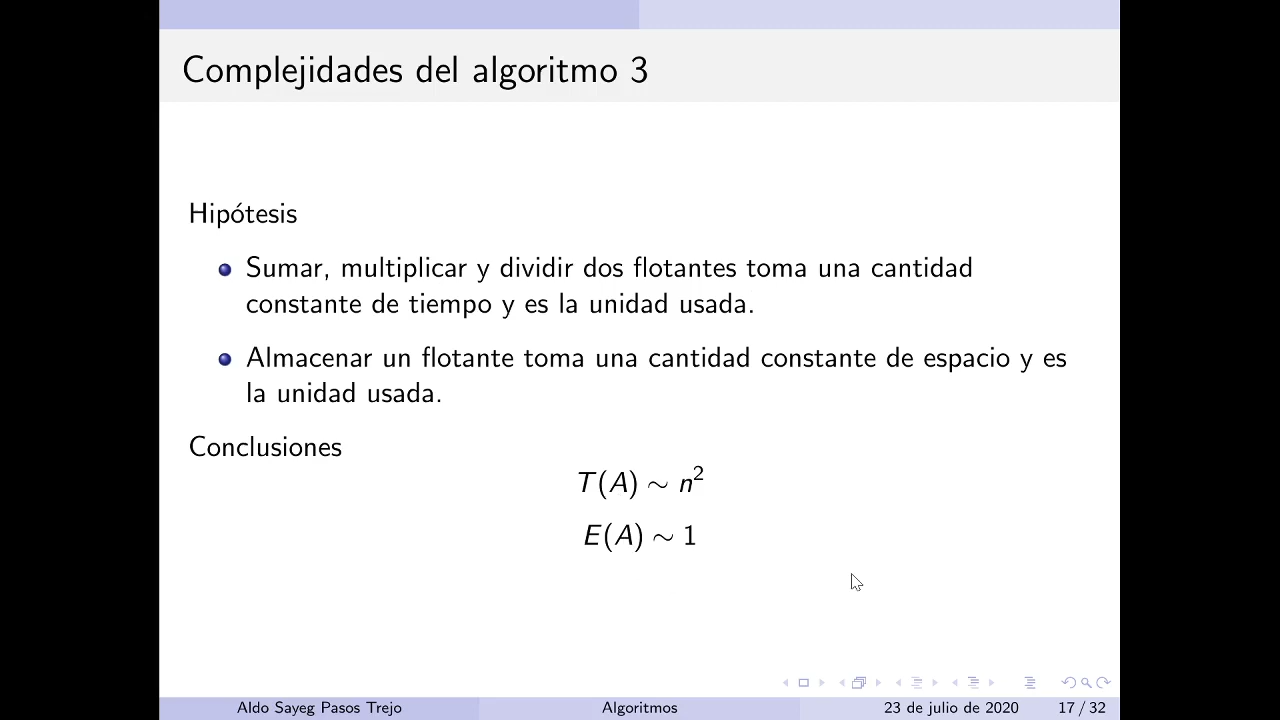 Complejidades del algoritmo 3
Hipótesis
Sumar, multiplicar y dividir dos flotantes toma una cantidad
constante de tiempo y es la unidad usada.
Almacenar un flotante toma una cantidad constante de espacio y es
la unidad usada.
Conclusiones
T(A) ∼ n²
E(A) ∼ 1
Aldo Sayeg Pasos Trejo Algoritmos 23 de julio de 2020 17 / 32